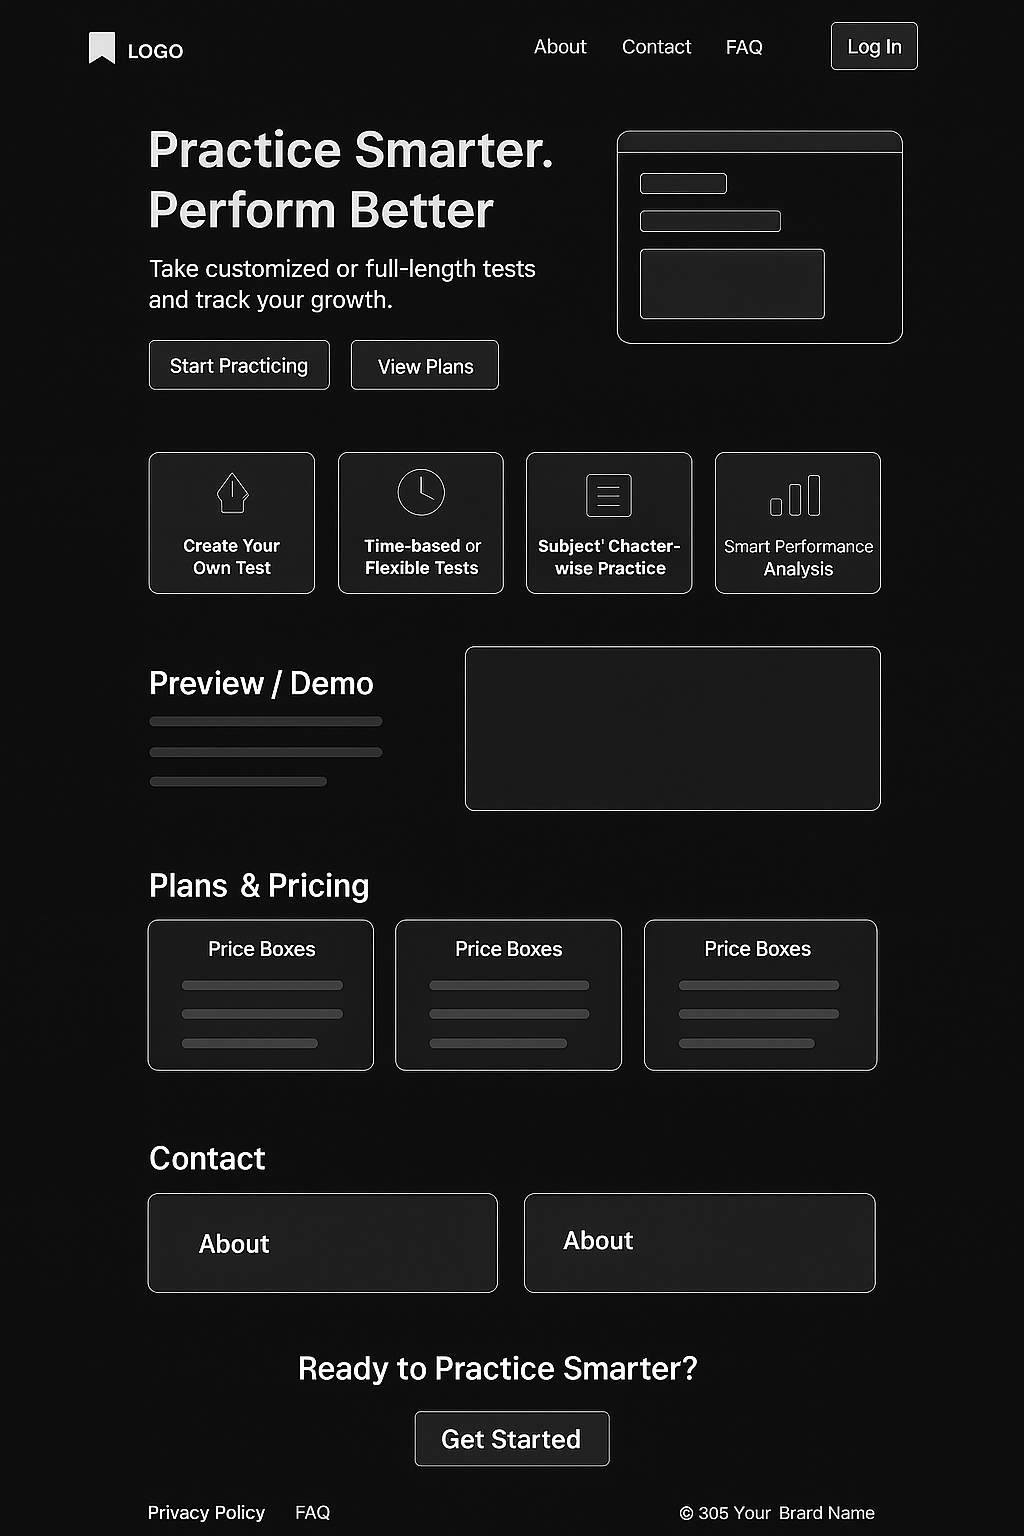 LOGO
About
Contact
FAQ
Log In
Practice Smarter.
Perform Better
Take customized or full-length tests
and track your growth.
Start Practicing
View Plans
Create Your
Own Test
Time-based or
Flexible Tests
Subject' Chacter-
wise Practice
Smart Performance
Analysis
Preview / Demo
Plans & Pricing
Price Boxes
Price Boxes
Price Boxes
Contact
About
About
Ready to Practice Smarter?
Get Started
Privacy Policy
FAQ
© 305 Your Brard Name